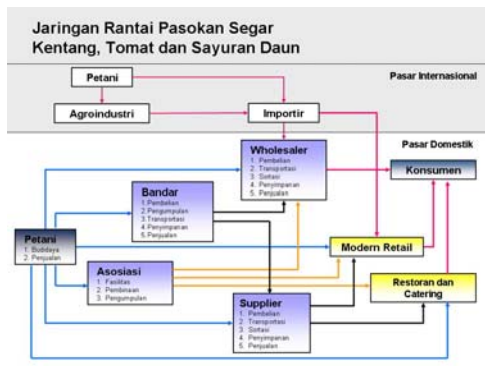 Jaringan Rantai Pasokan Segar
Kentang, Tomat dan Sayuran Daun
Petani
Pasar Internasional
Agroindustri
Importir
Pasar Domestik
Wholesaler
1. Pembelian
2. Transportasi
3. Sortasi
4. Penyimpanan
5. Penjualan
Konsumen
Bandar
1. Pembelian
2. Pengumpulan
3. Transportasi
4. Penyimpanan
5. Penjualan
Petani
1. Budidaya
2. Penjualan
Modern Retail
Asosiasi
1. Fasilitas
2. Pembinaan
3. Pengumpulan
Restoran dan
Catering
Supplier
1. Pembelian
2. Transportasi
3. Sortasi
4. Penyimpanan
5. Penjualan